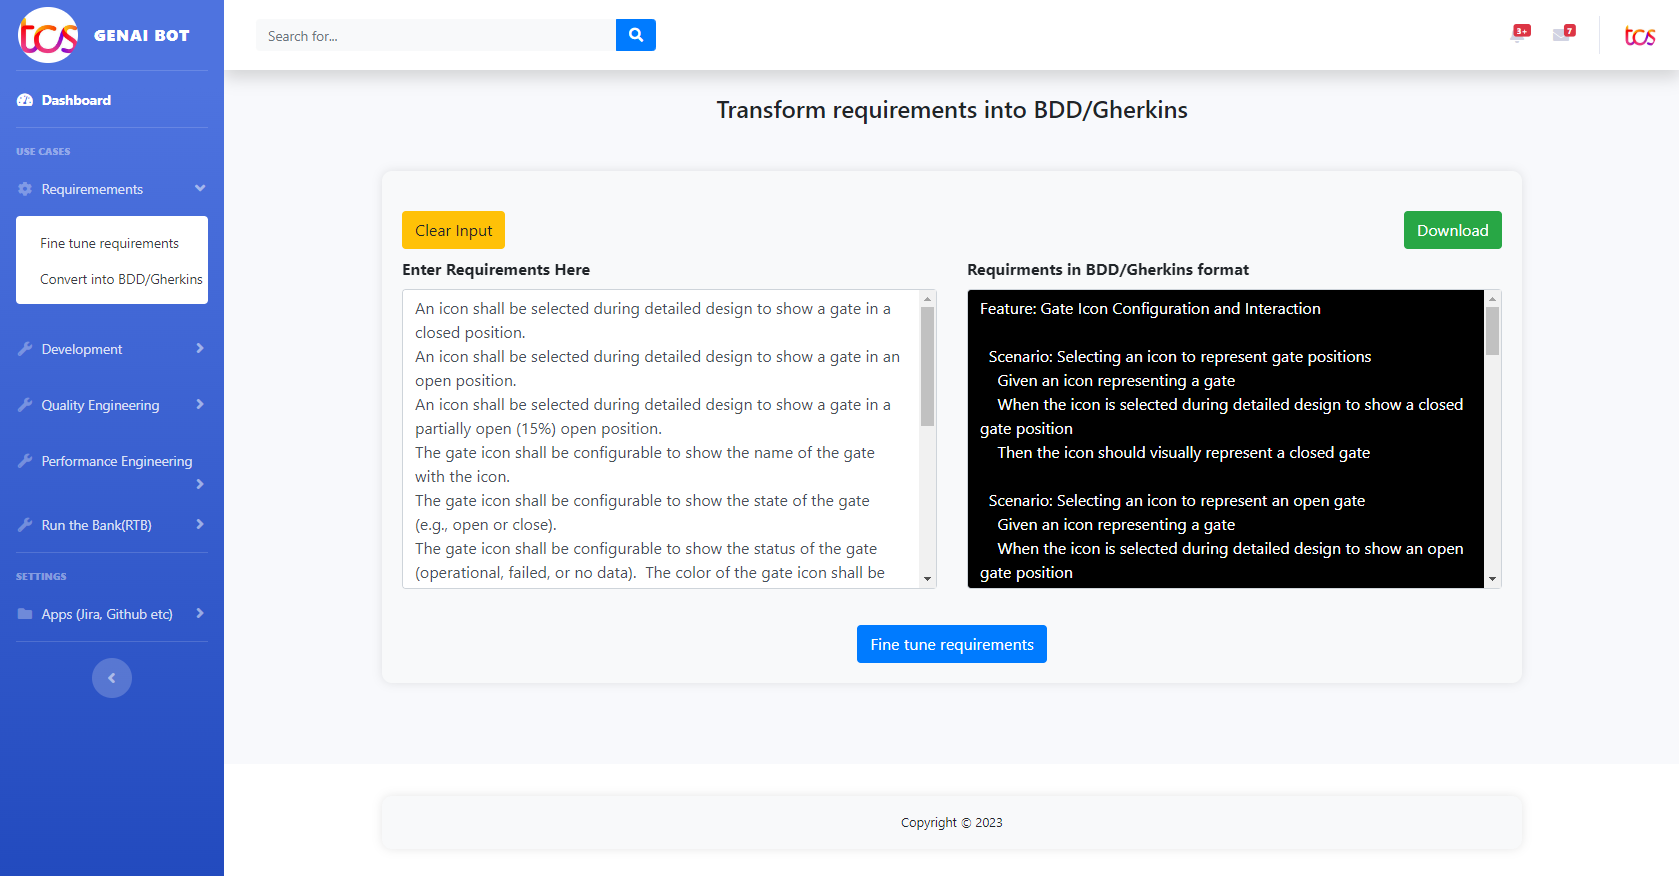 tcs GENAI BOT
Search for...
3+
7
tcs
Dashboard
USE CASES
Requiremements
Fine tune requirements
Convert into BDD/Gherkins
Development
Quality Engineering
Performance Engineering
Run the Bank(RTB)
SETTINGS
Apps (Jira, Github etc)
Transform requirements into BDD/Gherkins
Clear Input
Download
Enter Requirements Here
An icon shall be selected during detailed design to show a gate in a
closed position.
An icon shall be selected during detailed design to show a gate in an
open position.
An icon shall be selected during detailed design to show a gate in a
partially open (15%) open position.
The gate icon shall be configurable to show the name of the gate
with the icon.
The gate icon shall be configurable to show the state of the gate
(e.g., open or close).
The gate icon shall be configurable to show the status of the gate
(operational, failed, or no data).  The color of the gate icon shall be
Requirments in BDD/Gherkins format
Feature: Gate Icon Configuration and Interaction
Scenario: Selecting an icon to represent gate positions
Given an icon representing a gate
When the icon is selected during detailed design to show a closed
gate position
Then the icon should visually represent a closed gate
Scenario: Selecting an icon to represent an open gate
Given an icon representing a gate
When the icon is selected during detailed design to show an open
gate position
Fine tune requirements
Copyright © 2023